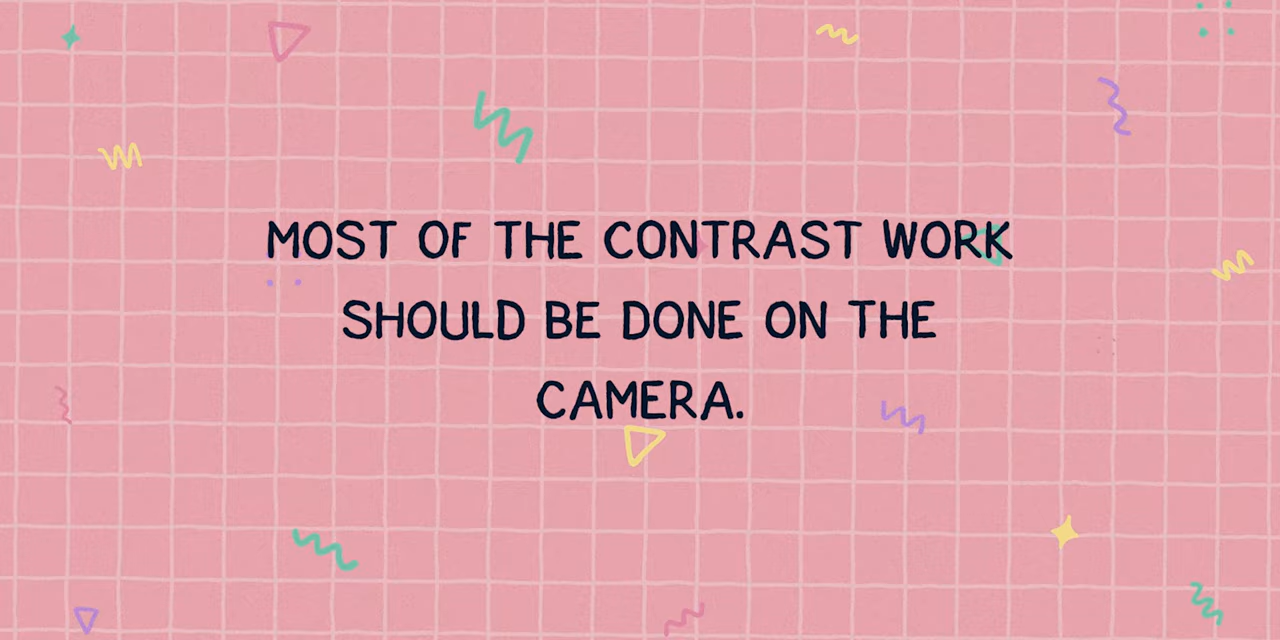 MOST OF THE CONTRAST WORK
SHOULD BE DONE ON THE
CAMERA.